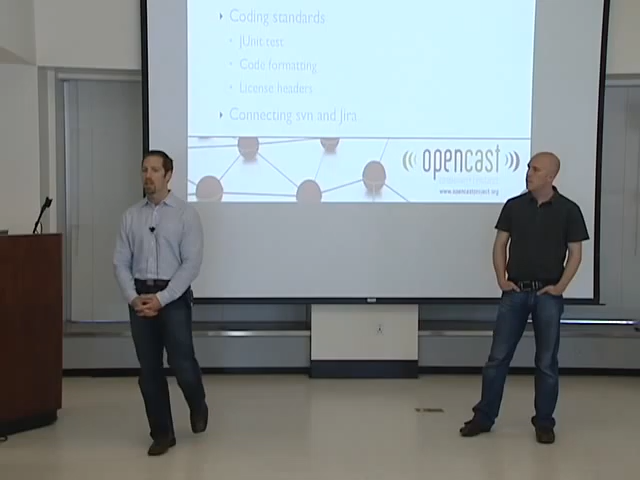 Coding standards
JUnit test
Code formatting
License headers
Connecting svn and Jira
opencast
www.opencastproject.org